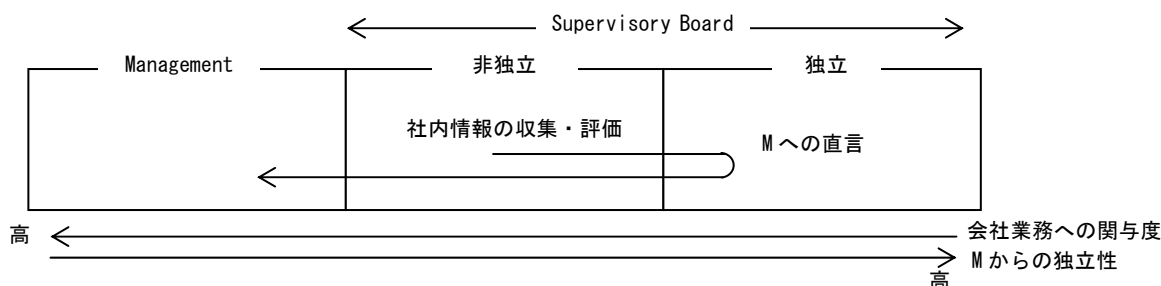 Supervisory Board
Management 非独立 独立
社内情報の収集・評価
Mへの直言
高 会社業務への関与度
Mからの独立性
高